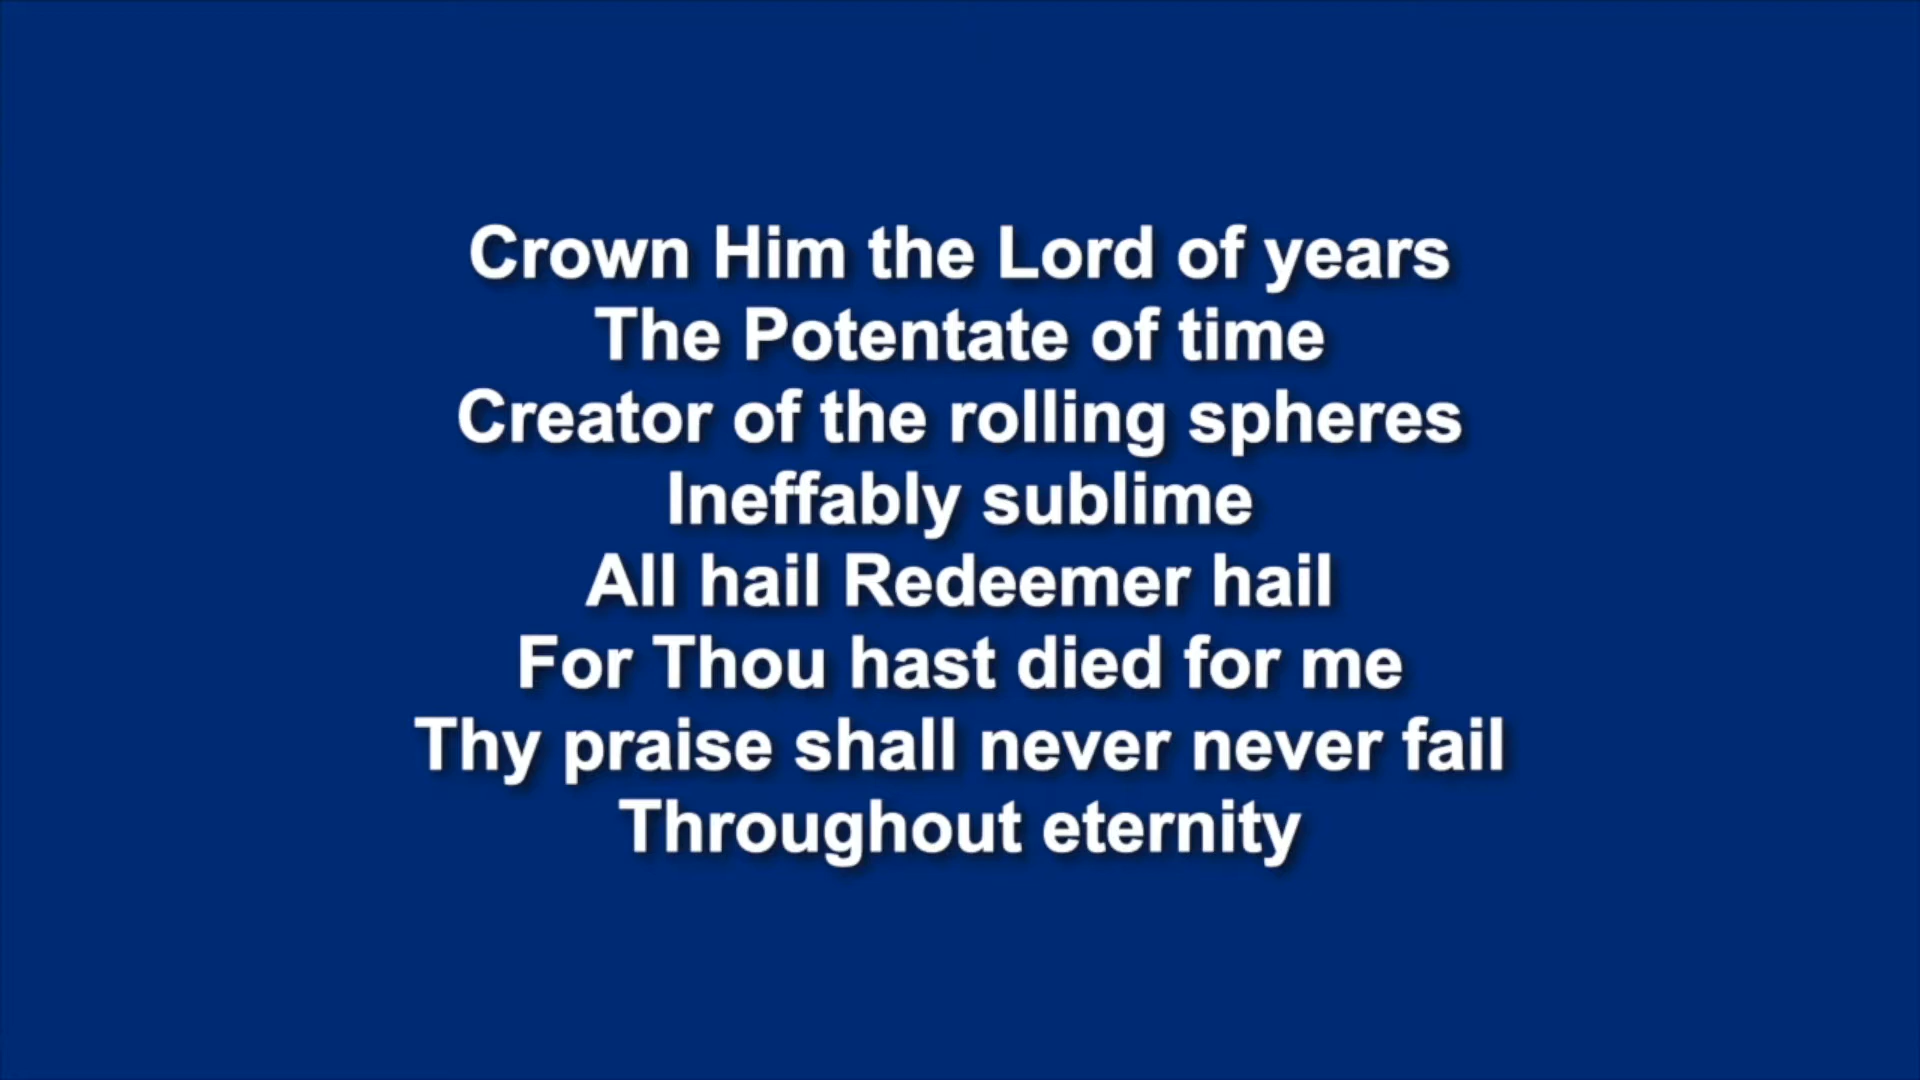 Crown Him the Lord of years
The Potentate of time
Creator of the rolling spheres
Ineffably sublime
All hail Redeemer hail
For Thou hast died for me
Thy praise shall never never fail
Throughout eternity